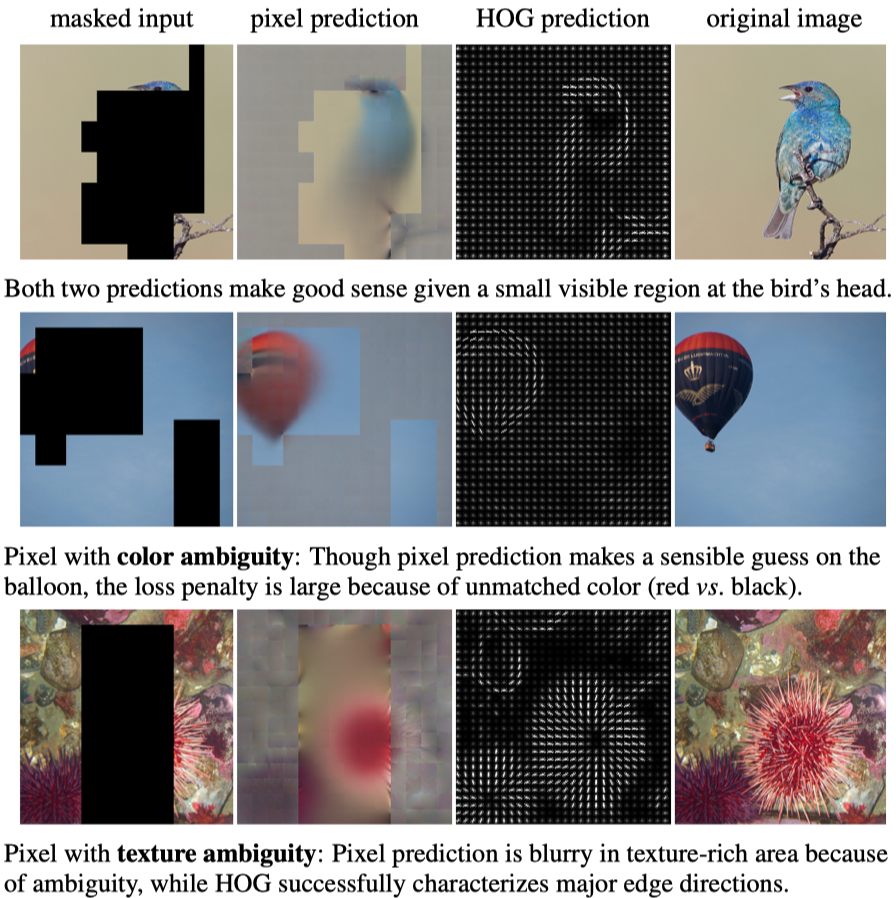 masked input pixel prediction HOG prediction original image
Both two predictions make good sense given a small visible region at the bird's head.
Pixel with color ambiguity: Though pixel prediction makes a sensible guess on the
balloon, the loss penalty is large because of unmatched color (red vs. black).
Pixel with texture ambiguity: Pixel prediction is blurry in texture-rich area because
of ambiguity, while HOG successfully characterizes major edge directions.